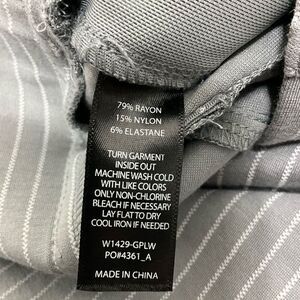 79% RAYON
15% NYLON
6% ELASTANE
TURN GARMENT
INSIDE OUT
MACHINE WASH COLD
WITH LIKE COLORS
ONLY NON-CHLORINE
BLEACH IF NECESSARY
LAY FLAT TO DRY
COOL IRON IF NEEDED
W1429-GPLW
PO#4361_A
MADE IN CHINA